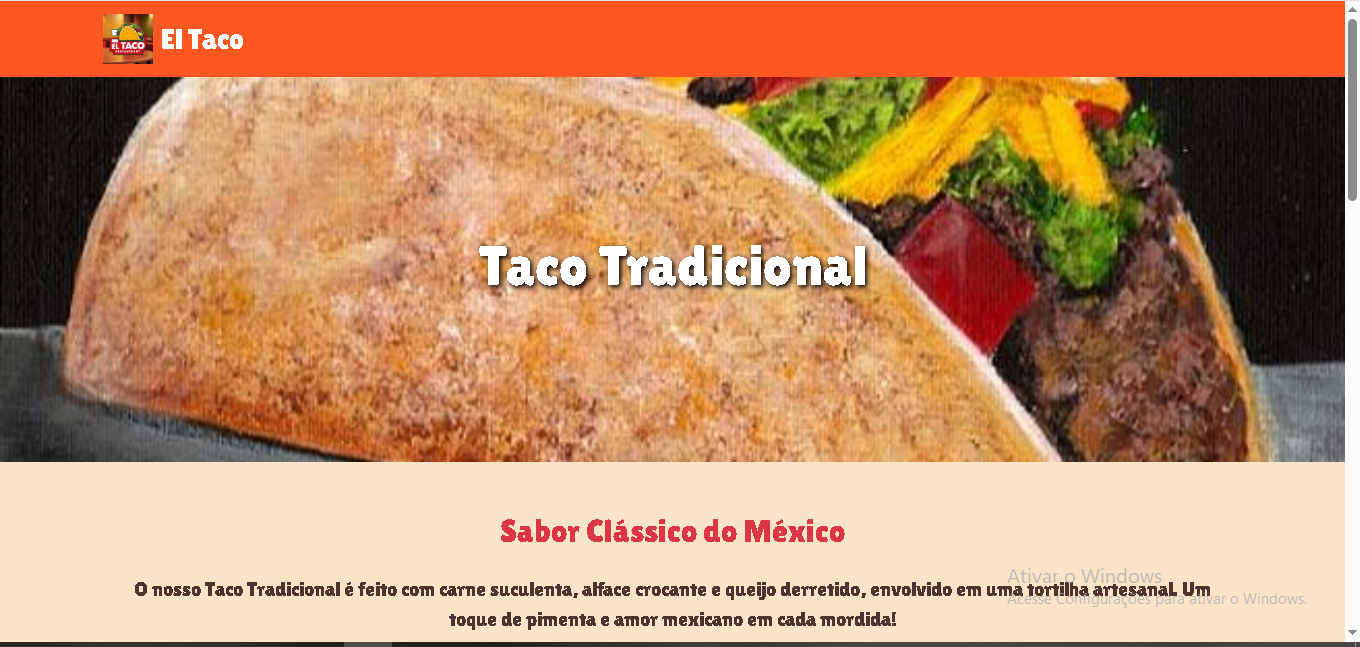 EL TACO
RESTAURANT
El Taco
Taco Tradicional
Sabor Clássico do México
O nosso Taco Tradicional é feito com carne suculenta, alface crocante e queijo derretido, envolvido em uma tortilha artesanal. Um
toque de pimenta e amor mexicano em cada mordida!
Ativar o Windows
Acesse Configurações para ativar o Windows.